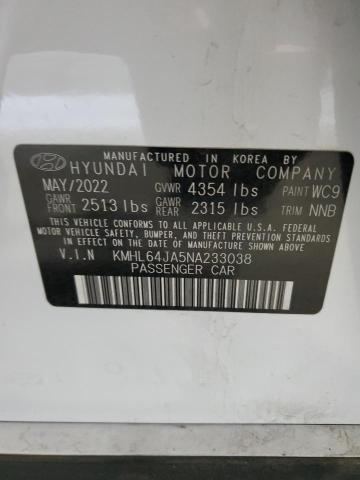 MANUFACTURED IN KOREA BY
HYUNDAI MOTOR COMPANY
MAY/2022 GVWR 4354 lbs PAINT WC9
GAWR FRONT 2513 lbs GAWR REAR 2315 lbs TRIM NNB
THIS VEHICLE CONFORMS TO ALL APPLICABLE U.S.A. FEDERAL
MOTOR VEHICLE SAFETY, BUMPER, AND THEFT PREVENTION
STANDARDS IN EFFECT ON THE DATE OF MANUFACTURE SHOWN ABOVE.
V.I.N KMHL64JA5NA233038
PASSENGER CAR